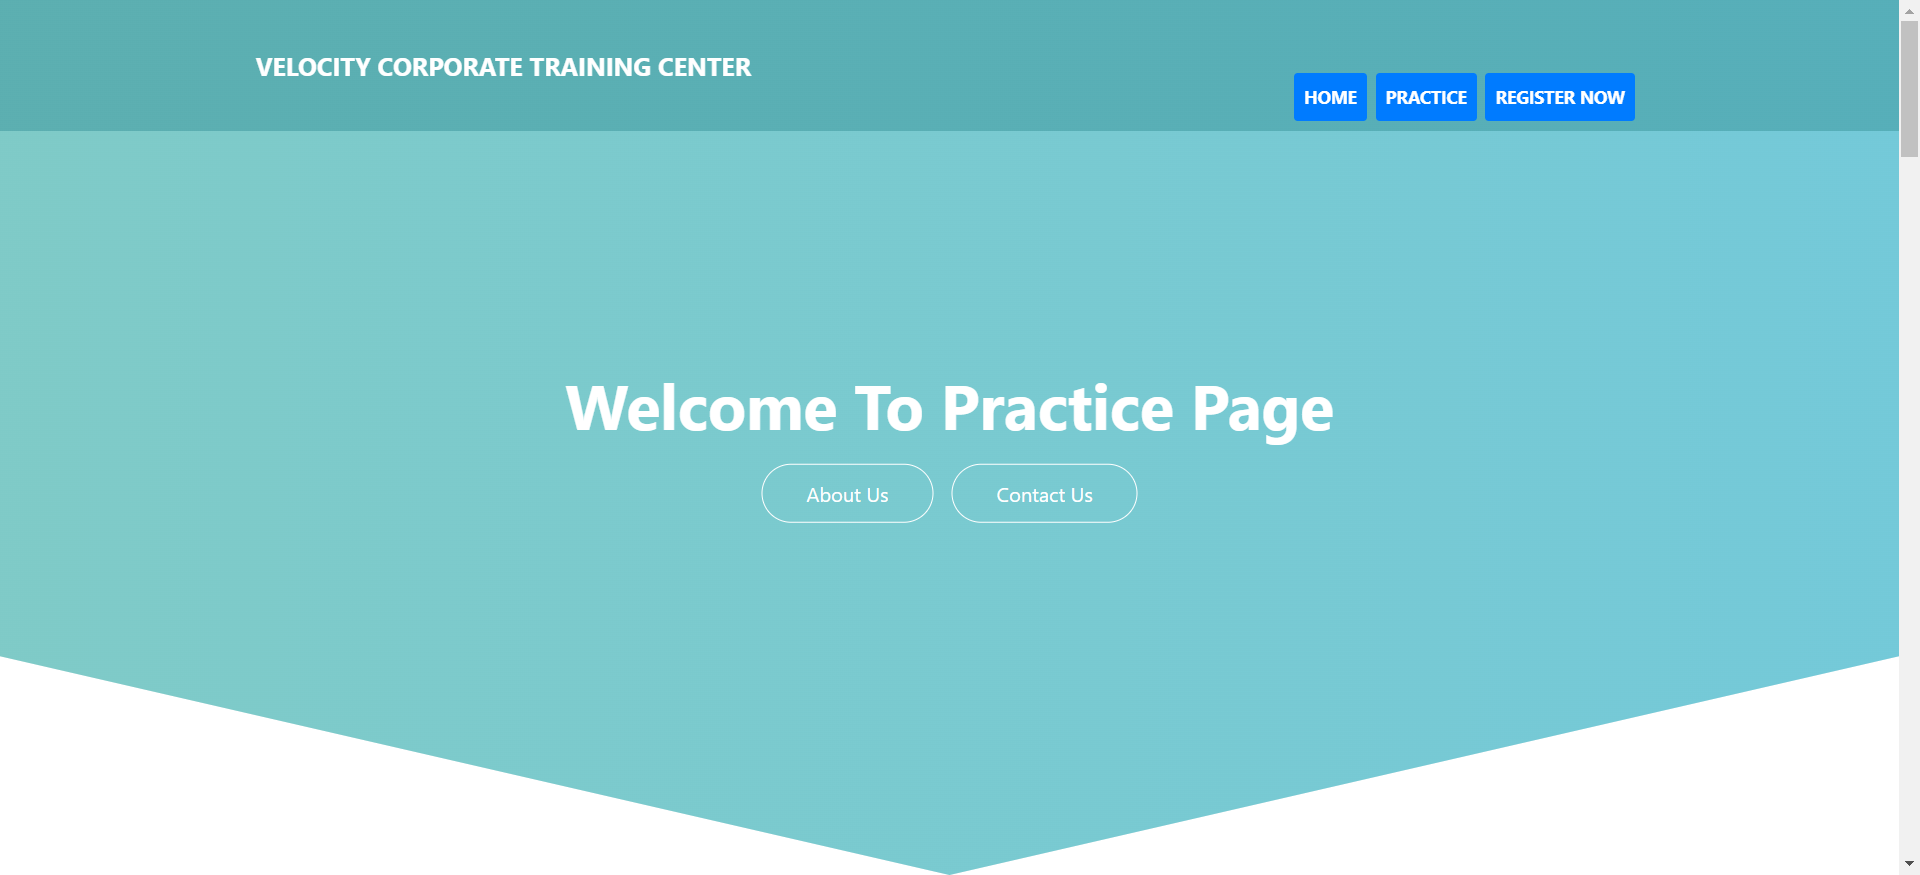 VELOCITY CORPORATE TRAINING CENTER
HOME PRACTICE REGISTER NOW
Welcome To Practice Page
About Us Contact Us